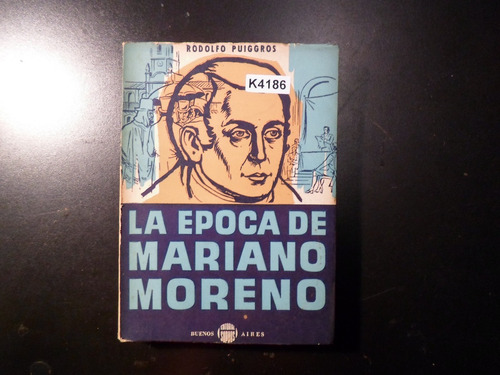 RODOLFO PUIGGROS
K4186
LA EPOCA DE
MARIANO
MORENO
BUENOS AIRES